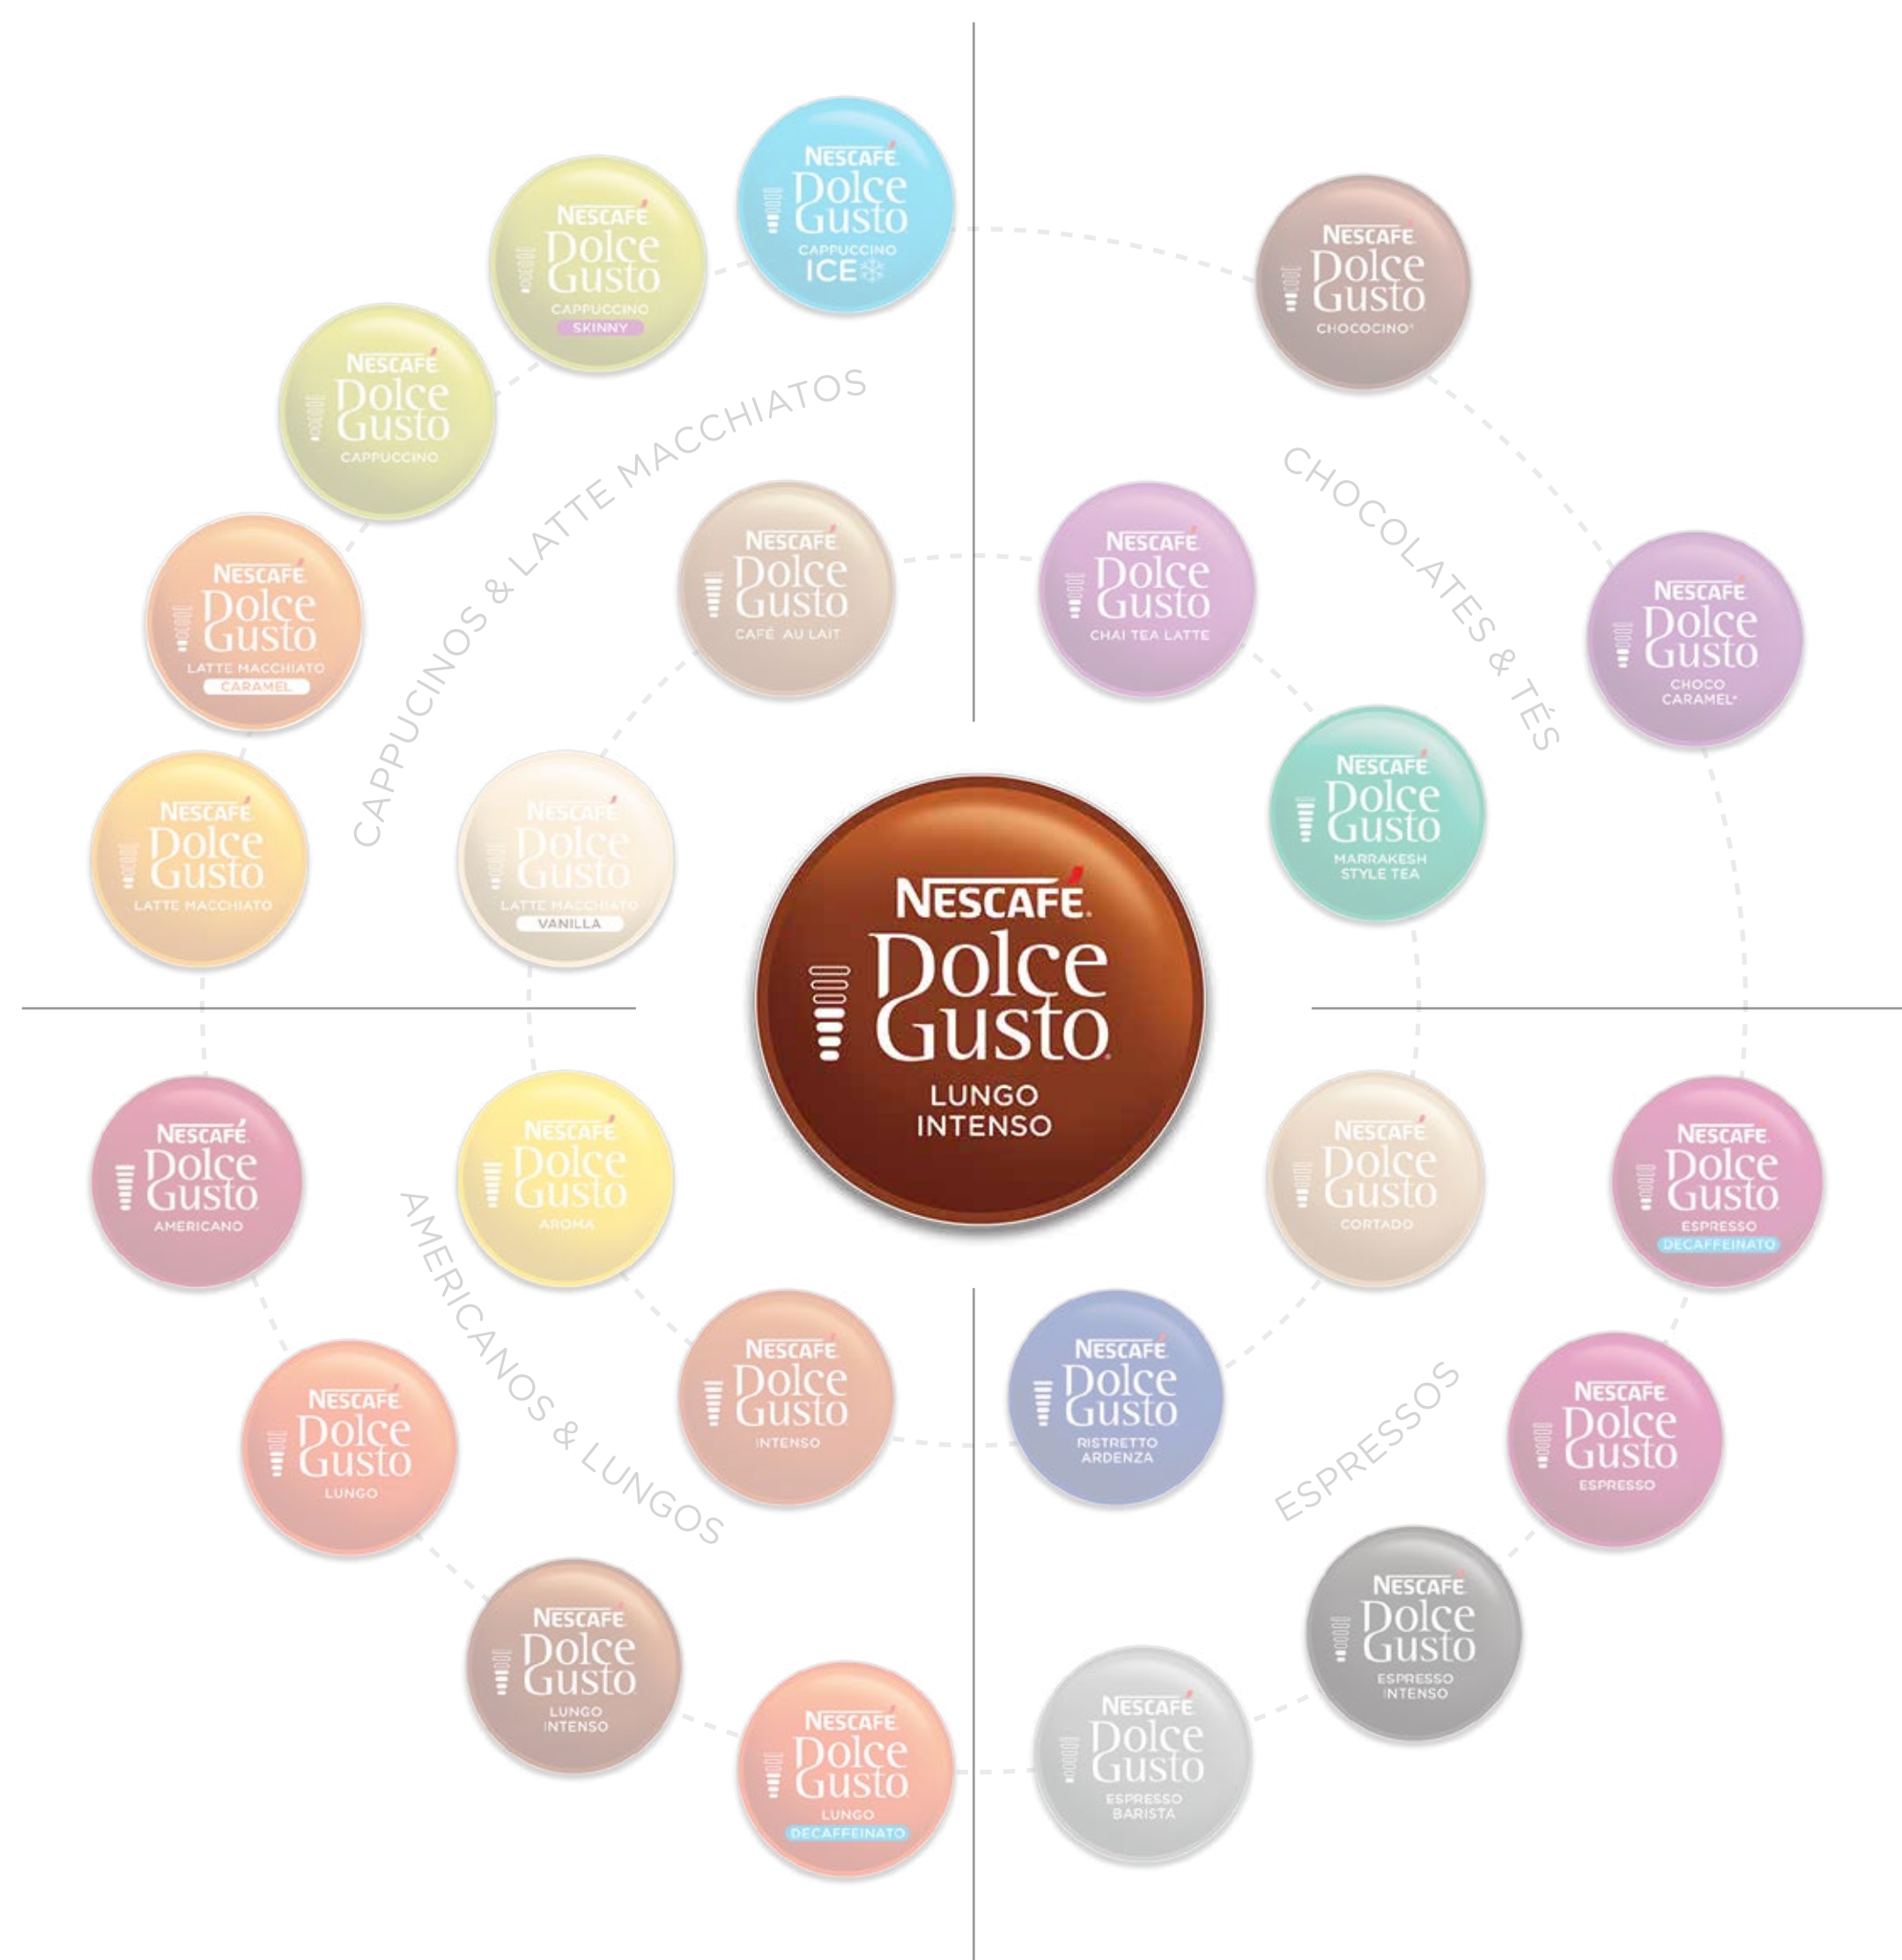 NESCAFÉ
Dolce
Gusto
CAPPUCCINO
ICE
NESCAFÉ
Dolce
Gusto
CAPPUCCINO
SKINNY
NESCAFÉ
Dolce
Gusto
CAPPUCCINO
NESCAFÉ
Dolce
Gusto
LATTE MACCHIATO
CARAMEL
NESCAFÉ
Dolce
Gusto
LATTE MACCHIATO
CAPPUCINOS & LATTE MACCHIATOS
NESCAFÉ
Dolce
Gusto
CAFÉ AU LAIT
NESCAFÉ
Dolce
Gusto
LATTE MACCHIATO
VANILLA
NESCAFÉ
Dolce
Gusto
CHOCOCINO*
NESCAFÉ
Dolce
Gusto
CHOCO
CARAMEL*
CHOCOLATES & TÉS
NESCAFÉ
Dolce
Gusto
CHAI TEA LATTE
NESCAFÉ
Dolce
Gusto
MARRAKESH
STYLE TEA
NESCAFÉ
Dolce
Gusto
LUNGO
INTENSO
NESCAFÉ
Dolce
Gusto
AMERICANO
NESCAFÉ
Dolce
Gusto
AROMA
NESCAFÉ
Dolce
Gusto
INTENSO
AMERICANOS & LUNGOS
NESCAFÉ
Dolce
Gusto
LUNGO
NESCAFÉ
Dolce
Gusto
LUNGO
INTENSO
NESCAFÉ
Dolce
Gusto
LUNGO
DECAFFEINATO
NESCAFÉ
Dolce
Gusto
CORTADO
NESCAFÉ
Dolce
Gusto
ESPRESSO
DECAFFEINATO
NESCAFÉ
Dolce
Gusto
RISTRETTO
ARDENZA
ESPRESSOS
NESCAFÉ
Dolce
Gusto
ESPRESSO
NESCAFÉ
Dolce
Gusto
ESPRESSO
INTENSO
NESCAFÉ
Dolce
Gusto
ESPRESSO
BARISTA